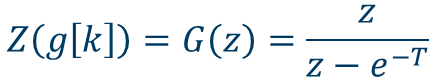 Z(g[k]) = G(z) = z / (z − e^{−T})